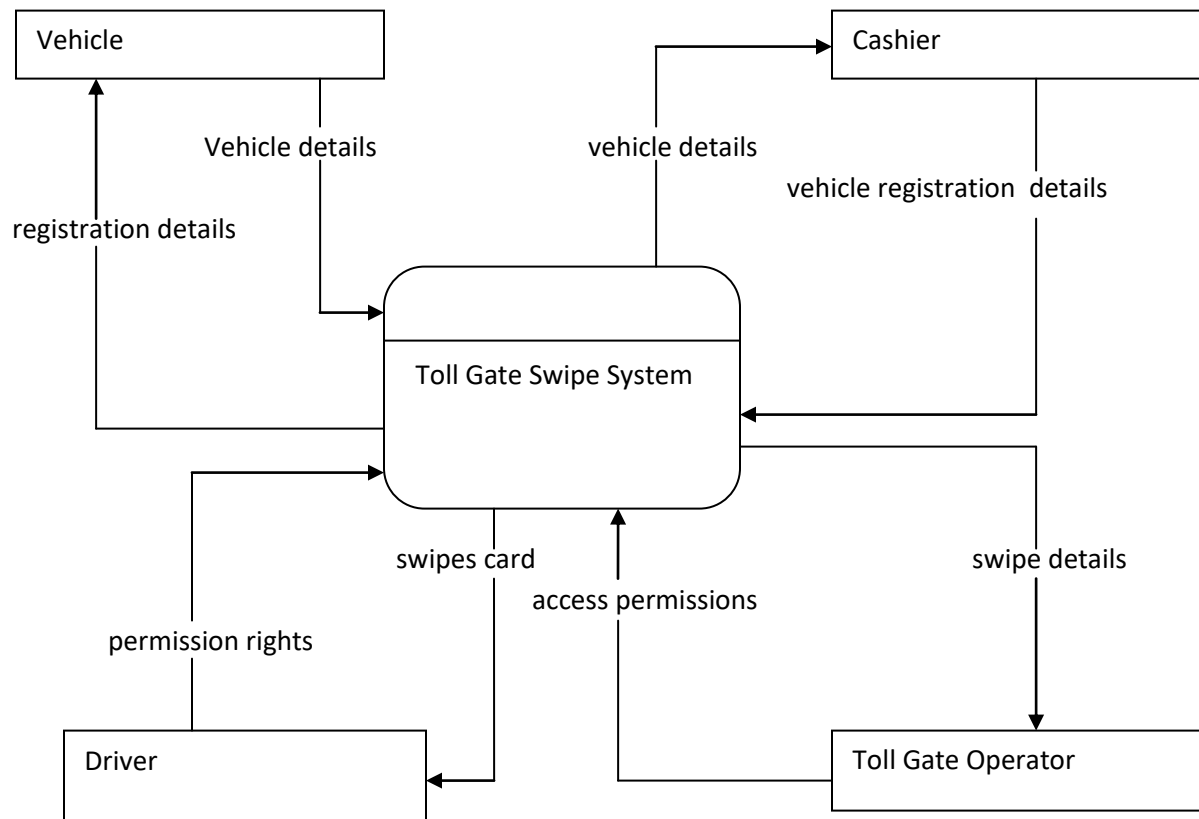 Vehicle
Cashier
Vehicle details
vehicle details
vehicle registration  details
registration details
Toll Gate Swipe System
swipes card
swipe details
access permissions
permission rights
Driver
Toll Gate Operator